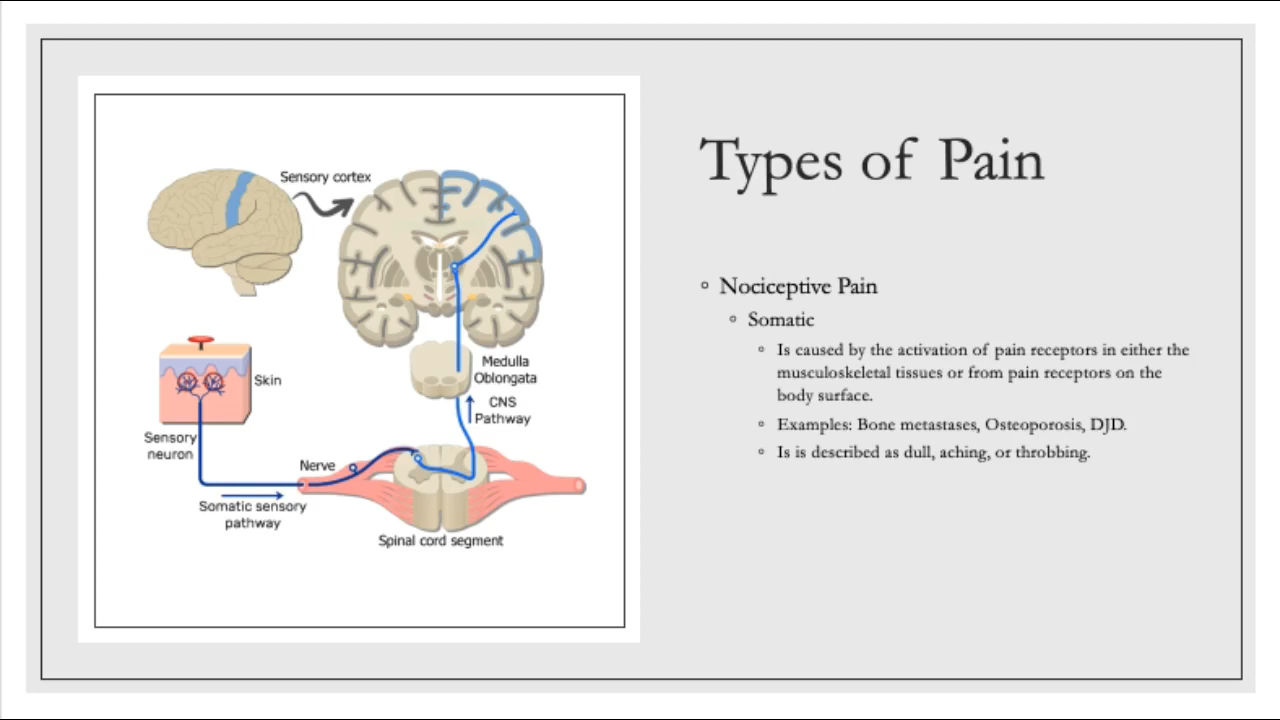 Types of Pain
Nociceptive Pain
Somatic
Is caused by the activation of pain receptors in either the
musculoskeletal tissues or from pain receptors on the
body surface.
Examples: Bone metastases, Osteoporosis, DJD.
Is is described as dull, aching, or throbbing.
Sensory cortex
Medulla
Oblongata
CNS
Pathway
Skin
Sensory
neuron
Nerve
Somatic sensory
pathway
Spinal cord segment